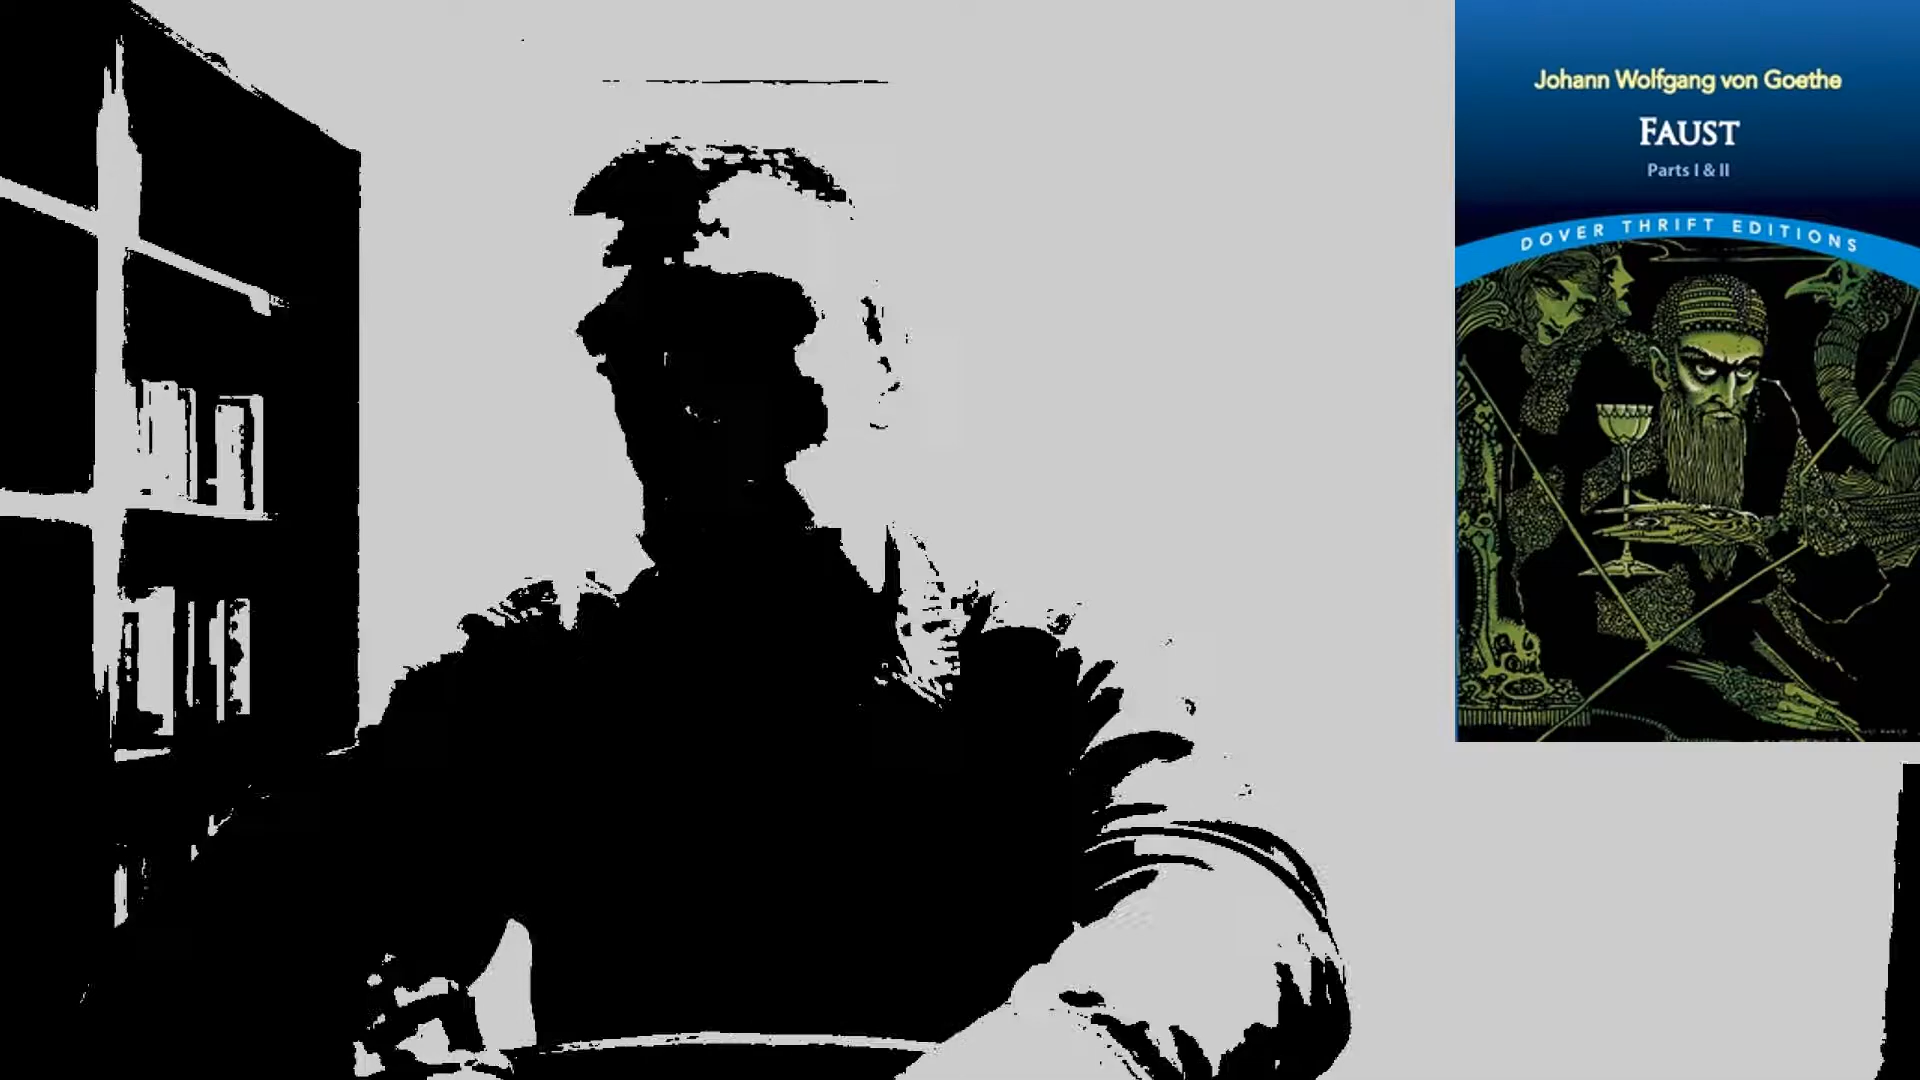 Johann Wolfgang von Goethe
FAUST
Parts I & II
DOVER THRIFT EDITIONS